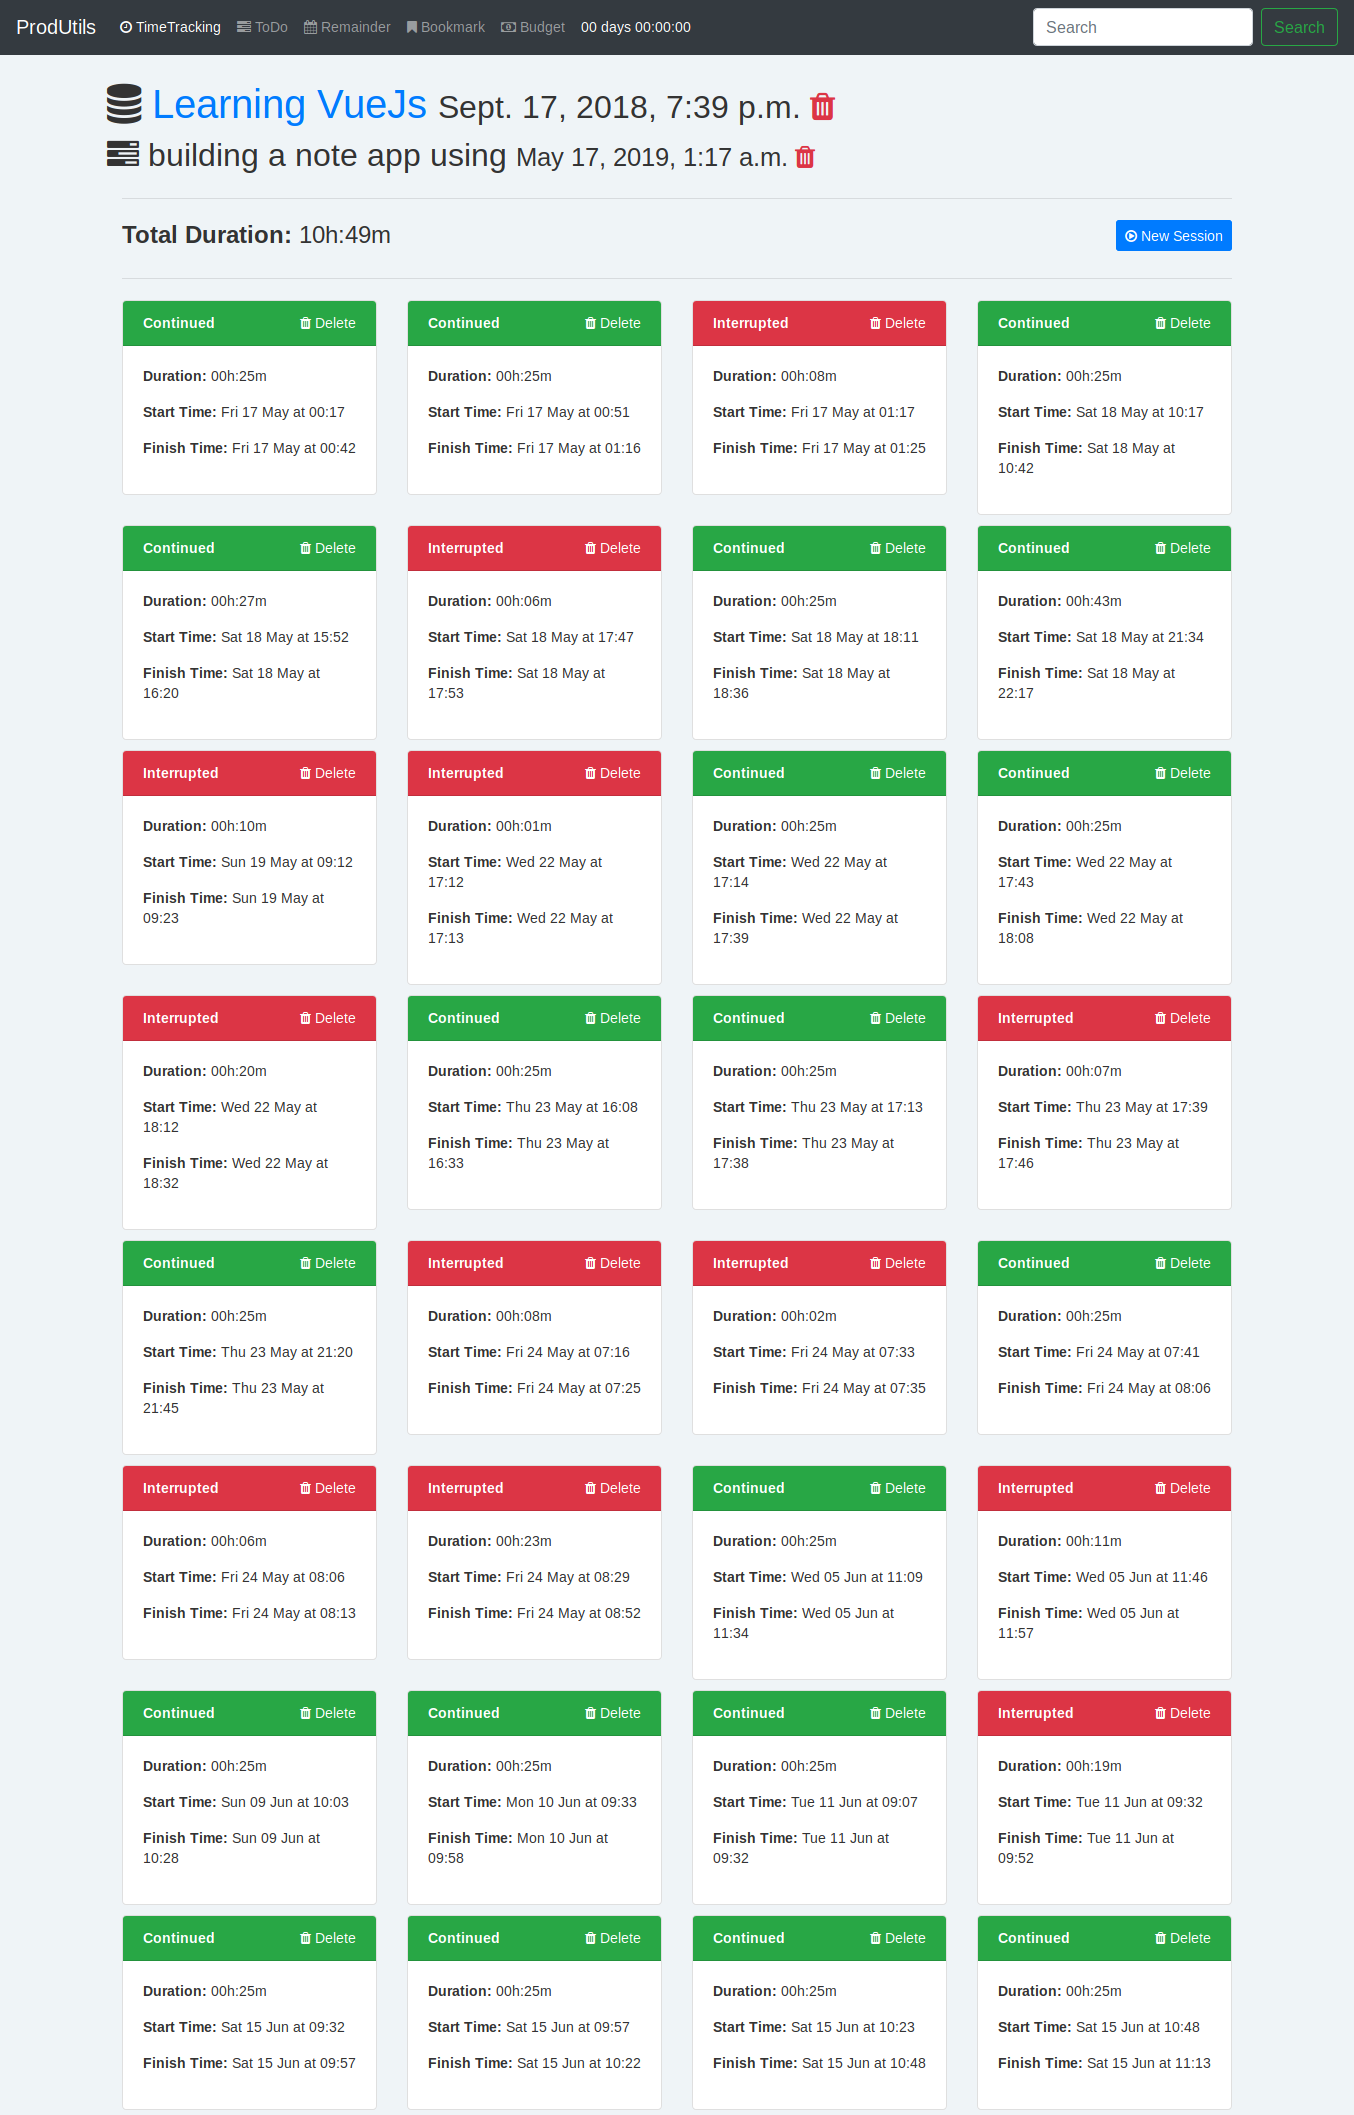 ProdUtils TimeTracking ToDo Remainder Bookmark Budget 00 days 00:00:00 Search Search
Learning VueJs Sept. 17, 2018, 7:39 p.m.
building a note app using May 17, 2019, 1:17 a.m.
Total Duration: 10h:49m New Session
Continued Delete
Duration: 00h:25m
Start Time: Fri 17 May at 00:17
Finish Time: Fri 17 May at 00:42
Continued Delete
Duration: 00h:25m
Start Time: Fri 17 May at 00:51
Finish Time: Fri 17 May at 01:16
Interrupted Delete
Duration: 00h:08m
Start Time: Fri 17 May at 01:17
Finish Time: Fri 17 May at 01:25
Continued Delete
Duration: 00h:25m
Start Time: Sat 18 May at 10:17
Finish Time: Sat 18 May at
10:42
Continued Delete
Duration: 00h:27m
Start Time: Sat 18 May at 15:52
Finish Time: Sat 18 May at
16:20
Interrupted Delete
Duration: 00h:06m
Start Time: Sat 18 May at 17:47
Finish Time: Sat 18 May at
17:53
Continued Delete
Duration: 00h:25m
Start Time: Sat 18 May at 18:11
Finish Time: Sat 18 May at
18:36
Continued Delete
Duration: 00h:43m
Start Time: Sat 18 May at 21:34
Finish Time: Sat 18 May at
22:17
Interrupted Delete
Duration: 00h:10m
Start Time: Sun 19 May at 09:12
Finish Time: Sun 19 May at
09:23
Interrupted Delete
Duration: 00h:01m
Start Time: Wed 22 May at
17:12
Finish Time: Wed 22 May at
17:13
Continued Delete
Duration: 00h:25m
Start Time: Wed 22 May at
17:14
Finish Time: Wed 22 May at
17:39
Continued Delete
Duration: 00h:25m
Start Time: Wed 22 May at
17:43
Finish Time: Wed 22 May at
18:08
Interrupted Delete
Duration: 00h:20m
Start Time: Wed 22 May at
18:12
Finish Time: Wed 22 May at
18:32
Continued Delete
Duration: 00h:25m
Start Time: Thu 23 May at 16:08
Finish Time: Thu 23 May at
16:33
Continued Delete
Duration: 00h:25m
Start Time: Thu 23 May at 17:13
Finish Time: Thu 23 May at
17:38
Interrupted Delete
Duration: 00h:07m
Start Time: Thu 23 May at 17:39
Finish Time: Thu 23 May at
17:46
Continued Delete
Duration: 00h:25m
Start Time: Thu 23 May at 21:20
Finish Time: Thu 23 May at
21:45
Interrupted Delete
Duration: 00h:08m
Start Time: Fri 24 May at 07:16
Finish Time: Fri 24 May at 07:25
Interrupted Delete
Duration: 00h:02m
Start Time: Fri 24 May at 07:33
Finish Time: Fri 24 May at 07:35
Continued Delete
Duration: 00h:25m
Start Time: Fri 24 May at 07:41
Finish Time: Fri 24 May at 08:06
Interrupted Delete
Duration: 00h:06m
Start Time: Fri 24 May at 08:06
Finish Time: Fri 24 May at 08:13
Interrupted Delete
Duration: 00h:23m
Start Time: Fri 24 May at 08:29
Finish Time: Fri 24 May at 08:52
Continued Delete
Duration: 00h:25m
Start Time: Wed 05 Jun at 11:09
Finish Time: Wed 05 Jun at
11:34
Interrupted Delete
Duration: 00h:11m
Start Time: Wed 05 Jun at 11:46
Finish Time: Wed 05 Jun at
11:57
Continued Delete
Duration: 00h:25m
Start Time: Sun 09 Jun at 10:03
Finish Time: Sun 09 Jun at
10:28
Continued Delete
Duration: 00h:25m
Start Time: Mon 10 Jun at 09:33
Finish Time: Mon 10 Jun at
09:58
Continued Delete
Duration: 00h:25m
Start Time: Tue 11 Jun at 09:07
Finish Time: Tue 11 Jun at
09:32
Interrupted Delete
Duration: 00h:19m
Start Time: Tue 11 Jun at 09:32
Finish Time: Tue 11 Jun at
09:52
Continued Delete
Duration: 00h:25m
Start Time: Sat 15 Jun at 09:32
Finish Time: Sat 15 Jun at 09:57
Continued Delete
Duration: 00h:25m
Start Time: Sat 15 Jun at 09:57
Finish Time: Sat 15 Jun at 10:22
Continued Delete
Duration: 00h:25m
Start Time: Sat 15 Jun at 10:23
Finish Time: Sat 15 Jun at 10:48
Continued Delete
Duration: 00h:25m
Start Time: Sat 15 Jun at 10:48
Finish Time: Sat 15 Jun at 11:13